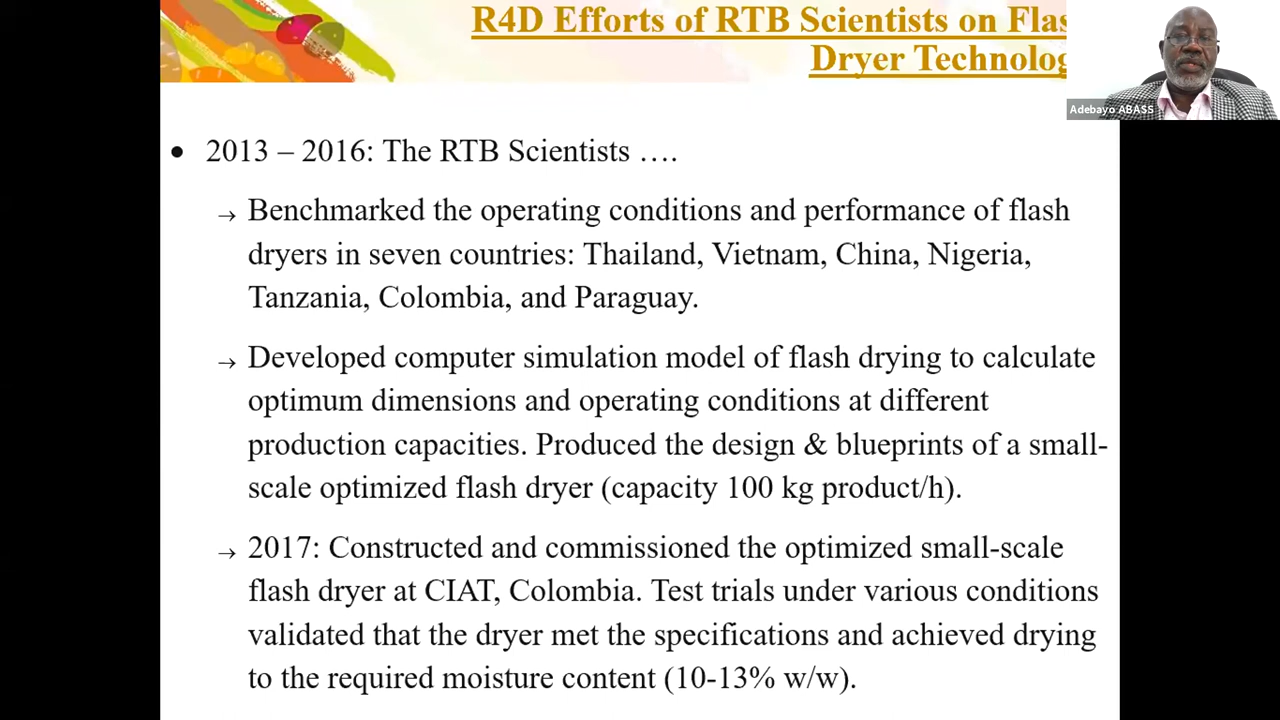 R4D Efforts of RTB Scientists on Flas
Dryer Technolog
Adebayo ABASS
• 2013 – 2016: The RTB Scientists ….
→ Benchmarked the operating conditions and performance of flash
dryers in seven countries: Thailand, Vietnam, China, Nigeria,
Tanzania, Colombia, and Paraguay.
→ Developed computer simulation model of flash drying to calculate
optimum dimensions and operating conditions at different
production capacities. Produced the design & blueprints of a small-
scale optimized flash dryer (capacity 100 kg product/h).
→ 2017: Constructed and commissioned the optimized small-scale
flash dryer at CIAT, Colombia. Test trials under various conditions
validated that the dryer met the specifications and achieved drying
to the required moisture content (10-13% w/w).